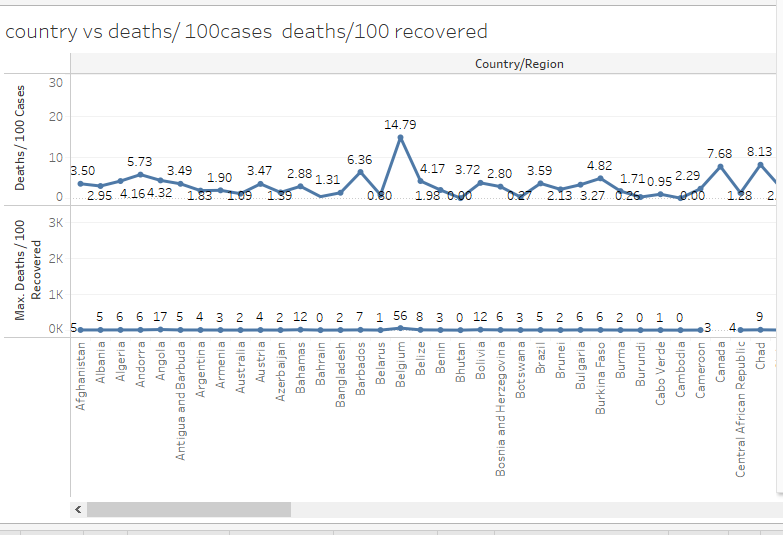 country vs deaths/ 100cases  deaths/100 recovered
Country/Region
Deaths/ 100 Cases
30
20
10
0
3.50 2.95 4.16 5.73 4.32 3.49 1.83 1.90 1.09 3.47 1.39 2.88 1.31 6.36 0.80 14.79 4.17 1.98 0.00 3.72 2.80 0.27 3.59 2.13 3.27 4.82 1.71 0.26 0.95 0.00 2.29 7.68 1.28 8.13 2.
Max. Deaths / 100
Recovered
3K
2K
1K
0K
5 5 6 6 17 5 4 3 2 4 2 12 0 2 7 1 56 8 3 0 12 6 3 5 2 6 6 2 0 1 0 3 4 9
Afghanistan
Albania
Algeria
Andorra
Angola
Antigua and Barbuda
Argentina
Armenia
Australia
Austria
Azerbaijan
Bahamas
Bahrain
Bangladesh
Barbados
Belarus
Belgium
Belize
Benin
Bhutan
Bolivia
Bosnia and Herzegovina
Botswana
Brazil
Brunei
Bulgaria
Burkina Faso
Burma
Burundi
Cabo Verde
Cambodia
Cameroon
Canada
Central African Republic
Chad